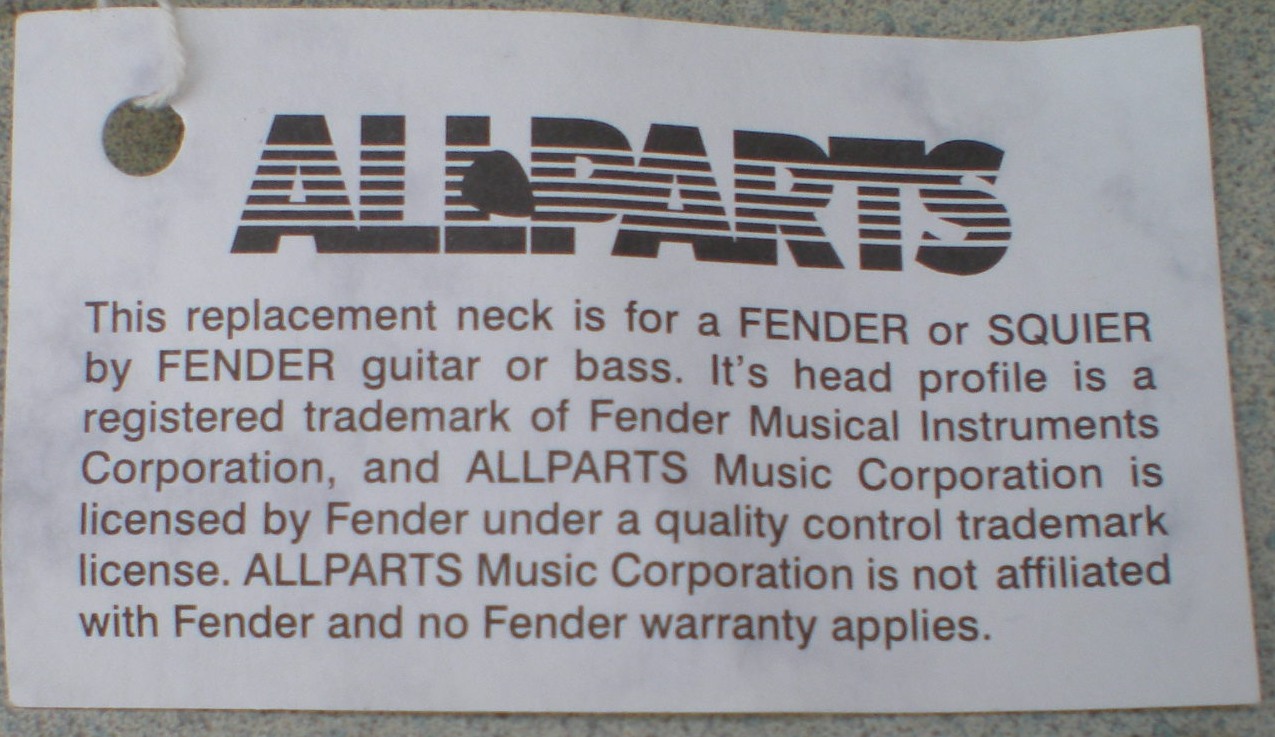 ALLPARTS
This replacement neck is for a FENDER or SQUIER
by FENDER guitar or bass. It's head profile is a
registered trademark of Fender Musical Instruments
Corporation, and ALLPARTS Music Corporation is
licensed by Fender under a quality control trademark
license. ALLPARTS Music Corporation is not affiliated
with Fender and no Fender warranty applies.